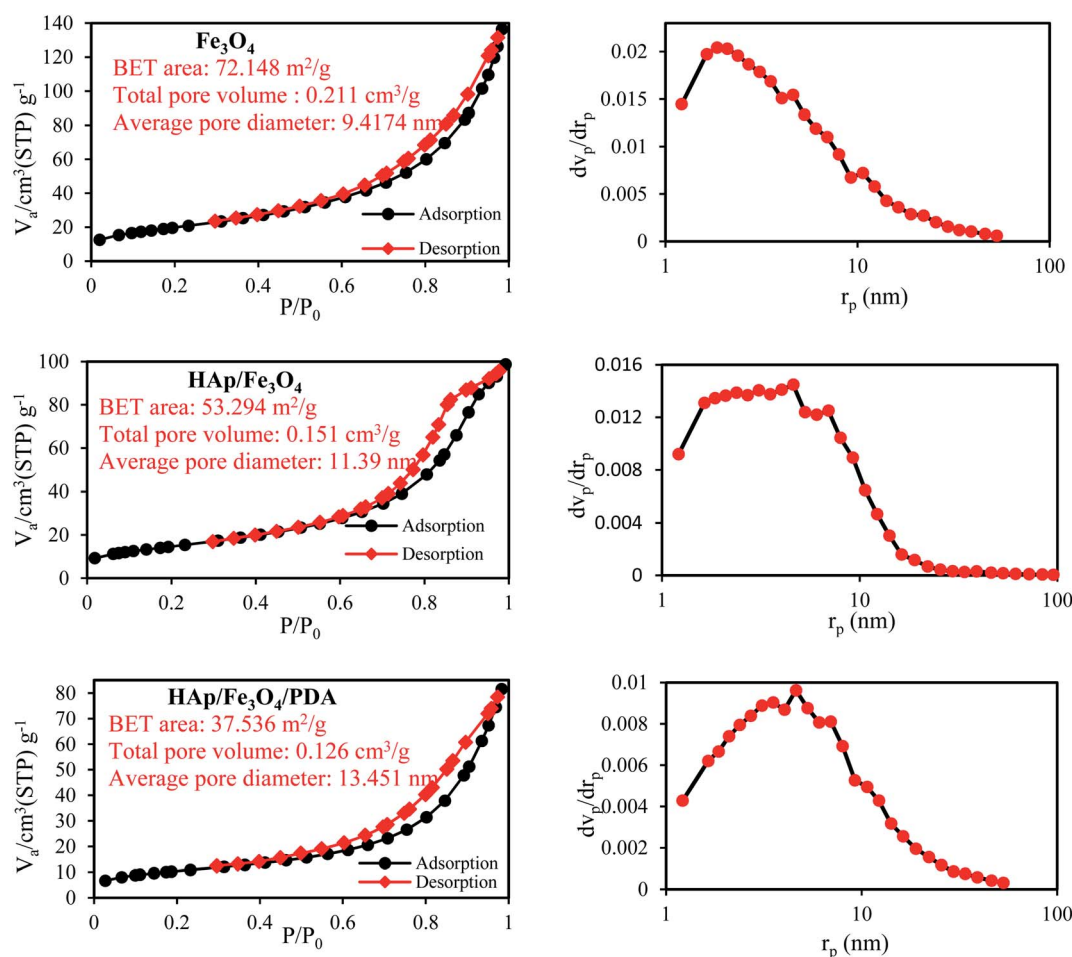 Fe₃O₄
BET area: 72.148 m²/g
Total pore volume : 0.211 cm³/g
Average pore diameter: 9.4174 nm
Adsorption
Desorption
Vₐ/cm³(STP) g⁻¹
140
120
100
80
60
40
20
0
0
0.2
0.4
0.6
0.8
1
P/P₀
dvₚ/drₚ
0.02
0.015
0.01
0.005
0
1
10
100
rₚ (nm)
HAp/Fe₃O₄
BET area: 53.294 m²/g
Total pore volume: 0.151 cm³/g
Average pore diameter: 11.39 nm
Adsorption
Desorption
Vₐ/cm³(STP) g⁻¹
100
80
60
40
20
0
0
0.2
0.4
0.6
0.8
1
P/P₀
dvₚ/drₚ
0.016
0.012
0.008
0.004
0
1
10
100
rₚ (nm)
HAp/Fe₃O₄/PDA
BET area: 37.536 m²/g
Total pore volume: 0.126 cm³/g
Average pore diameter: 13.451 nm
Adsorption
Desorption
Vₐ/cm³(STP) g⁻¹
80
70
60
50
40
30
20
10
0
0
0.2
0.4
0.6
0.8
1
P/P₀
dvₚ/drₚ
0.01
0.008
0.006
0.004
0.002
0
1
10
100
rₚ (nm)